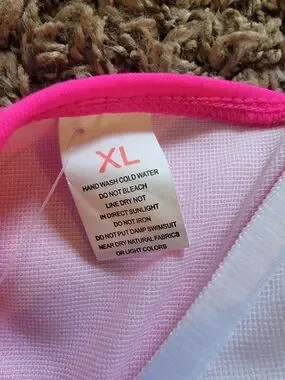 XL
HAND WASH COLD WATER
DO NOT BLEACH
LINE DRY NOT
IN DIRECT SUNLIGHT
DO NOT IRON
DO NOT PUT DAMP SWIMSUIT
NEAR DRY NATURAL FABRICS
OR LIGHT COLORS